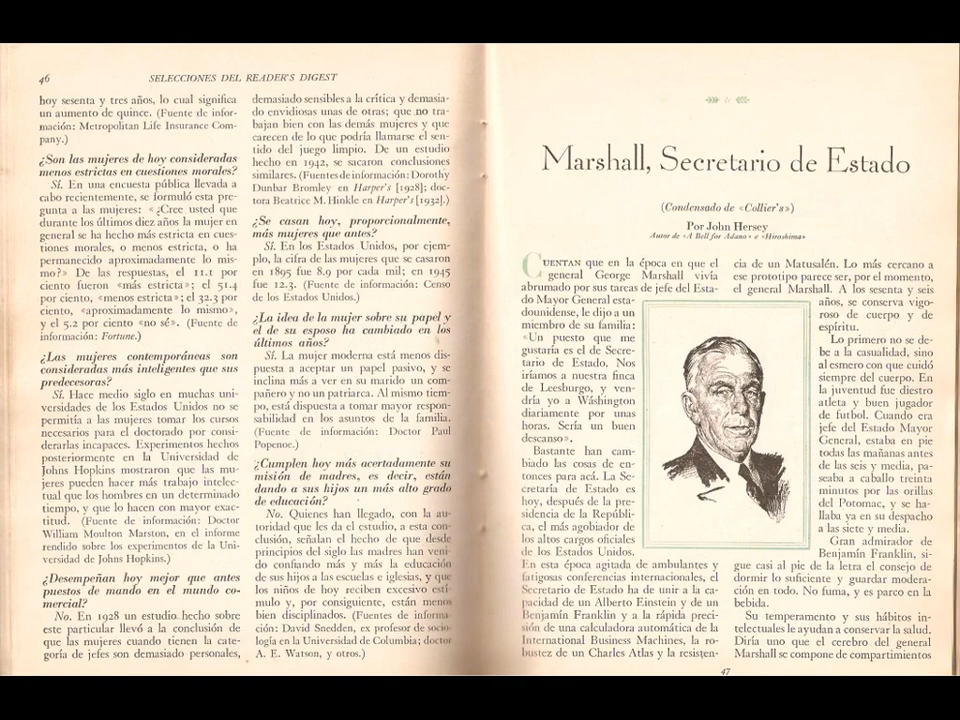 46
SELECCIONES DEL READER'S DIGEST
hoy sesenta y tres años, lo cual significa
un aumento de quince. (Fuente de infor-
mación: Metropolitan Life Insurance Com-
pany.)
¿Son las mujeres de hoy consideradas
menos estrictas en cuestiones morales?
Sí. En una encuesta pública llevada a
cabo recientemente, se formuló esta pre-
gunta a las mujeres: «¿Cree usted que
durante los últimos diez años la mujer en
general se ha hecho más estricta en cues-
tiones morales, o menos estricta, o ha
permanecido aproximadamente lo mis-
mo?» De las respuestas, el 11.1 por
ciento fueron «más estricta»; el 51.4
por ciento, «menos estricta»; el 32.3 por
ciento, «aproximadamente lo mismo»,
y el 5.2 por ciento «no sé». (Fuente de
información: Fortune.)
¿Las mujeres contemporáneas son
consideradas más inteligentes que sus
predecesoras?
Sí. Hace medio siglo en muchas uni-
versidades de los Estados Unidos no se
permitía a las mujeres tomar los cursos
necesarios para el doctorado por consi-
derarlas incapaces. Experimentos hechos
posteriormente en la Universidad de
Johns Hopkins mostraron que las mu-
jeres pueden hacer más trabajo intelec-
tual que los hombres en un determinado
tiempo, y que lo hacen con mayor exac-
titud. (Fuente de información: Doctor
William Moulton Marston, en el informe
rendido sobre los experimentos de la Uni-
versidad de Johns Hopkins.)
¿Desempeñan hoy mejor que antes
puestos de mando en el mundo co-
mercial?
No. En 1928 un estudio hecho sobre
este particular llevó a la conclusión de
que las mujeres cuando tienen la cate-
goría de jefes son demasiado personales,
demasiado sensibles a la crítica y demasia-
do envidiosas unas de otras; que no tra-
bajan bien con las demás mujeres y que
carecen de lo que podría llamarse el sen-
tido del juego limpio. De un estudio
hecho en 1942, se sacaron conclusiones
similares. (Fuentes de información: Dorothy
Dunbar Bromley en Harper's [1928]; doc-
tora Beatrice M. Hinkle en Harper's [1932].)
¿Se casan hoy, proporcionalmente,
más mujeres que antes?
Sí. En los Estados Unidos, por ejem-
plo, la cifra de las mujeres que se casaron
en 1895 fue 8.9 por cada mil; en 1945
fue 12.3. (Fuente de información: Censo
de los Estados Unidos.)
¿La idea de la mujer sobre su papel y
el de su esposo ha cambiado en los
últimos años?
Sí. La mujer moderna está menos dis-
puesta a aceptar un papel pasivo, y se
inclina más a ver en su marido un com-
pañero y no un patriarca. Al mismo tiem-
po, está dispuesta a tomar mayor respon-
sabilidad en los asuntos de la familia.
(Fuente de información: Doctor Paul
Popenoe.)
¿Cumplen hoy más acertadamente su
misión de madres, es decir, están
dando a sus hijos un más alto grado
de educación?
No. Quienes han llegado, con la au-
toridad que les da el estudio, a esta con-
clusión, señalan el hecho de que desde
principios del siglo las madres han veni-
do confiando más y más la educación
de sus hijos a las escuelas e iglesias, y que
los niños de hoy reciben excesivo estí-
mulo y, por consiguiente, están menos
bien disciplinados. (Fuentes de informa-
ción: David Snedden, ex profesor de socio-
logía en la Universidad de Columbia; doctor
A. E. Watson, y otros.)
Marshall, Secretario de Estado
(Condensado de «Collier's»)
Por John Hersey
Autor de «A Bell for Adano» e «Hiroshima»
CUENTAN que en la época en que el
general George Marshall vivía
abrumado por sus tareas de jefe del Esta-
do Mayor General esta-
dounidense, le dijo a un
miembro de su familia:
«Un puesto que me
gustaría es el de Secre-
tario de Estado. Nos
iríamos a nuestra finca
de Leesburgo, y ven-
dría yo a Wáshington
diariamente por unas
horas. Sería un buen
descanso».
Bastante han cam-
biado las cosas de en-
tonces para acá. La Se-
cretaría de Estado es
hoy, después de la pre-
sidencia de la Repúbli-
ca, el más agobiador de
los altos cargos oficiales
de los Estados Unidos.
En esta época agitada de ambulantes y
fatigosas conferencias internacionales, el
Secretario de Estado ha de unir a la ca-
pacidad de un Alberto Einstein y de un
Benjamín Franklin y a la rápida preci-
sión de una calculadora automática de la
International Business Machines, la ro-
bustez de un Charles Atlas y la resisten-
cia de un Matusalén. Lo más cercano a
ese prototipo parece ser, por el momento,
el general Marshall. A los sesenta y seis
años, se conserva vigo-
roso de cuerpo y de
espíritu.
Lo primero no se de-
be a la casualidad, sino
al esmero con que cuidó
siempre del cuerpo. En
la juventud fue diestro
atleta y buen jugador
de futbol. Cuando era
jefe del Estado Mayor
General, estaba en pie
todas las mañanas antes
de las seis y media, pa-
seaba a caballo treinta
minutos por las orillas
del Potomac, y se ha-
llaba ya en su despacho
a las siete y media.
Gran admirador de
Benjamín Franklin, si-
gue casi al pie de la letra el consejo de
dormir lo suficiente y guardar modera-
ción en todo. No fuma, y es parco en la
bebida.
Su temperamento y sus hábitos in-
telectuales le ayudan a conservar la salud.
Diría uno que el cerebro del general
Marshall se compone de compartimientos
47